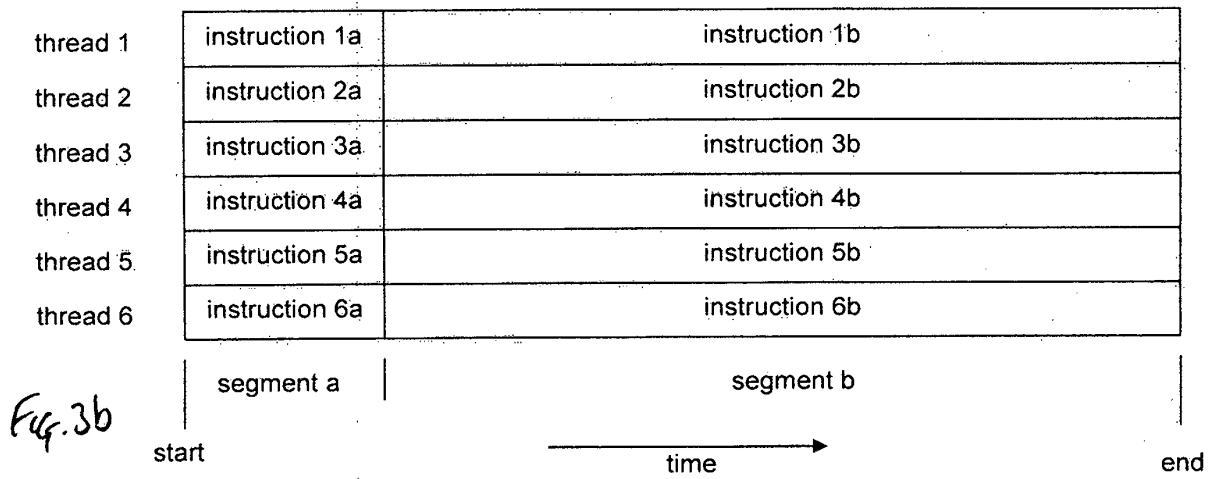 thread 1 instruction 1a instruction 1b
thread 2 instruction 2a instruction 2b
thread 3 instruction 3a instruction 3b
thread 4 instruction 4a instruction 4b
thread 5 instruction 5a instruction 5b
thread 6 instruction 6a instruction 6b
segment a segment b
Fig. 3b
start time end